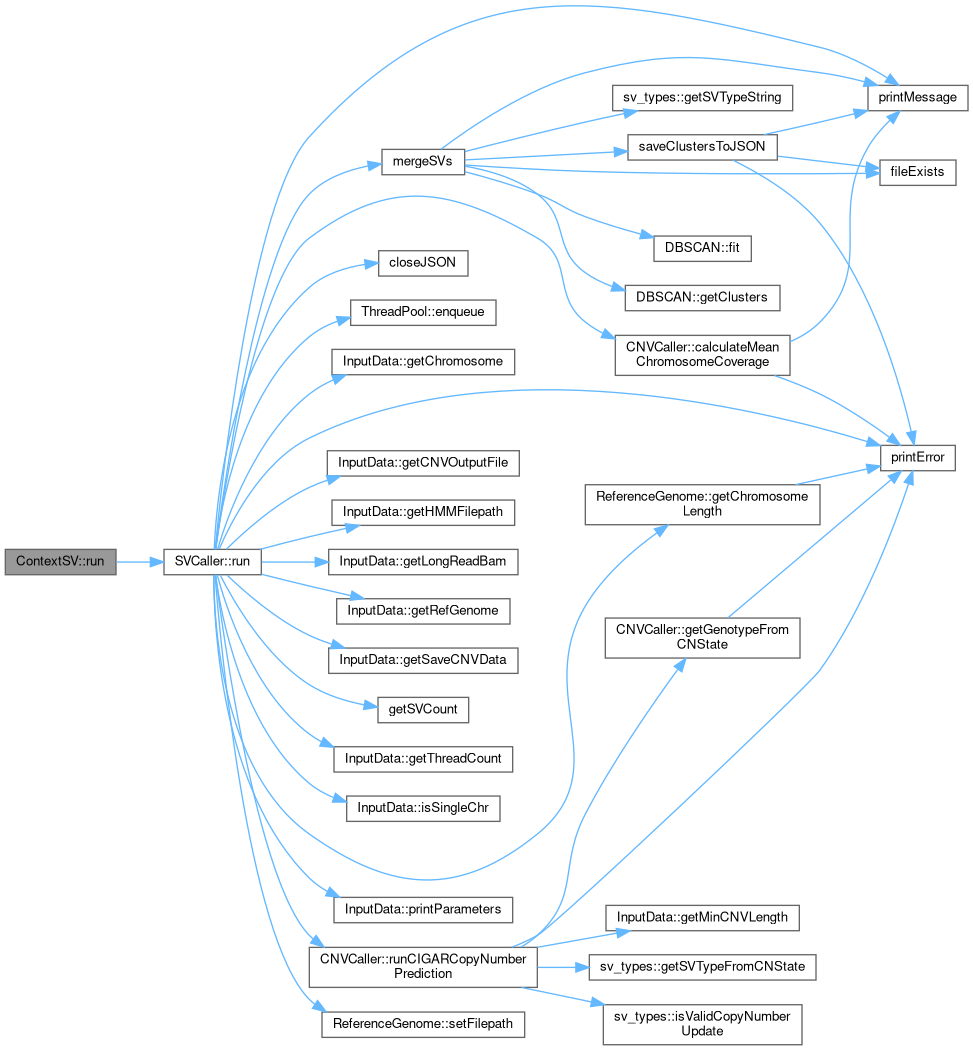 ContextSV::run
SVCaller::run
mergeSVs
closeJSON
ThreadPool::enqueue
InputData::getChromosome
InputData::getCNVOutputFile
InputData::getHMMFilepath
InputData::getLongReadBam
InputData::getRefGenome
InputData::getSaveCNVData
getSVCount
InputData::getThreadCount
InputData::isSingleChr
InputData::printParameters
CNVCaller::runCIGARCopyNumber
Prediction
ReferenceGenome::setFilepath
sv_types::getSVTypeString
saveClustersToJSON
DBSCAN::fit
DBSCAN::getClusters
CNVCaller::calculateMean
ChromosomeCoverage
ReferenceGenome::getChromosome
Length
CNVCaller::getGenotypeFrom
CNState
InputData::getMinCNVLength
sv_types::getSVTypeFromCNState
sv_types::isValidCopyNumber
Update
printMessage
fileExists
printError